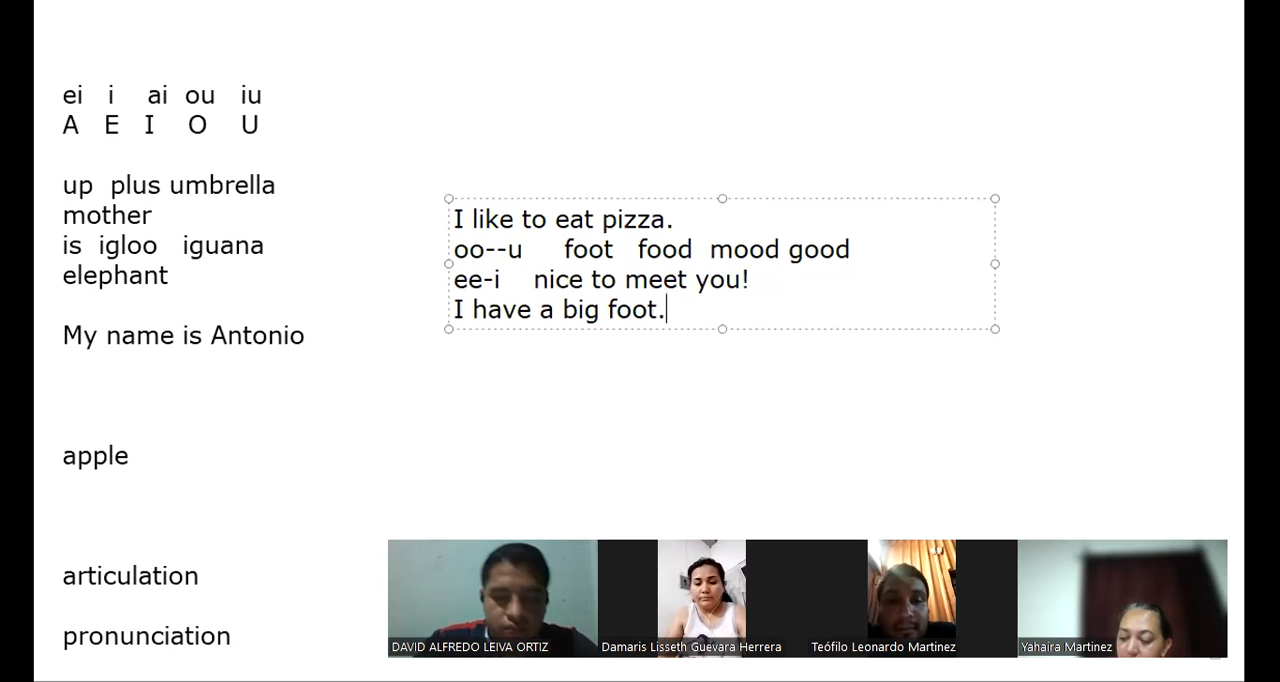 ei i ai ou iu
A E I O U
up plus umbrella
mother
is igloo iguana
elephant
My name is Antonio
apple
articulation
pronunciation
I like to eat pizza.
oo--u foot food mood good
ee-i nice to meet you!
I have a big foot.
DAVID ALFREDO LEIVA ORTIZ
Damaris Lisseth Guevara Herrera
Teófilo Leonardo Martinez
Yahaira Martinez